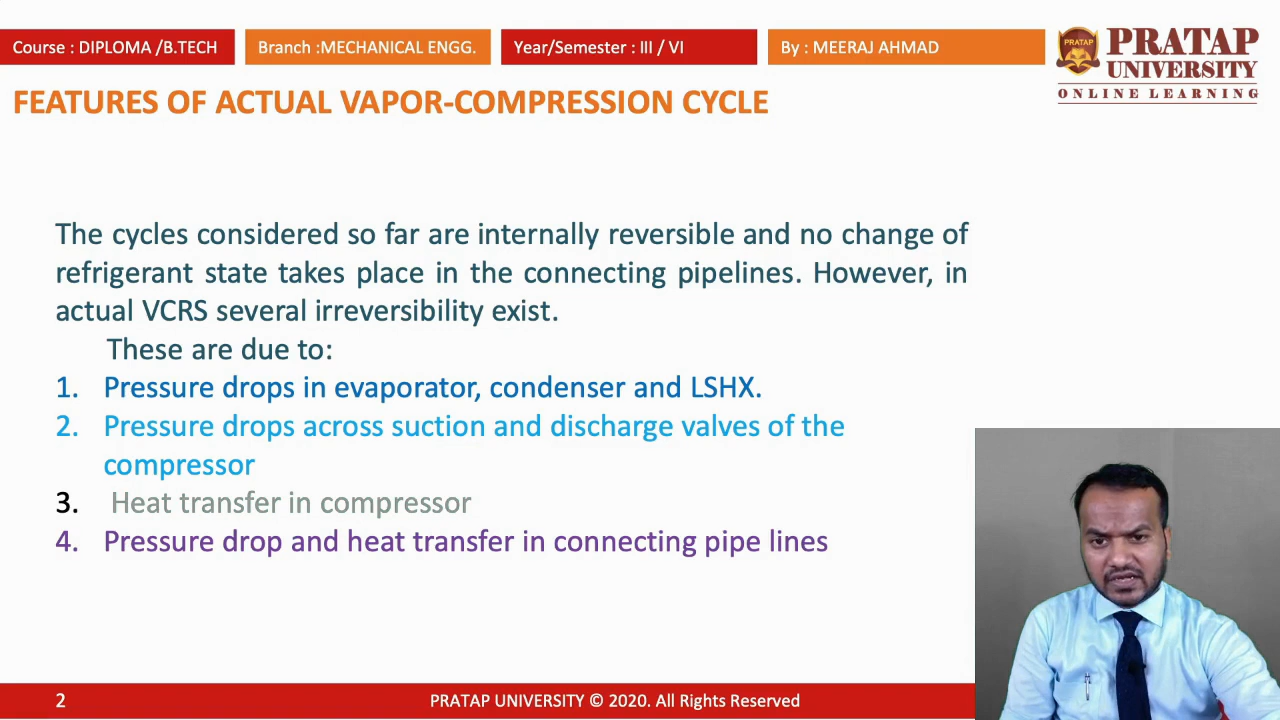 Course : DIPLOMA /B.TECH
Branch :MECHANICAL ENGG.
Year/Semester : III / VI
By : MEERAJ AHMAD
PRATAP
PRATAP
UNIVERSITY
ONLINE LEARNING
FEATURES OF ACTUAL VAPOR-COMPRESSION CYCLE
The cycles considered so far are internally reversible and no change of
refrigerant state takes place in the connecting pipelines. However, in
actual VCRS several irreversibility exist.
These are due to:
1. Pressure drops in evaporator, condenser and LSHX.
2. Pressure drops across suction and discharge valves of the
compressor
3. Heat transfer in compressor
4. Pressure drop and heat transfer in connecting pipe lines
2
PRATAP UNIVERSITY © 2020. All Rights Reserved